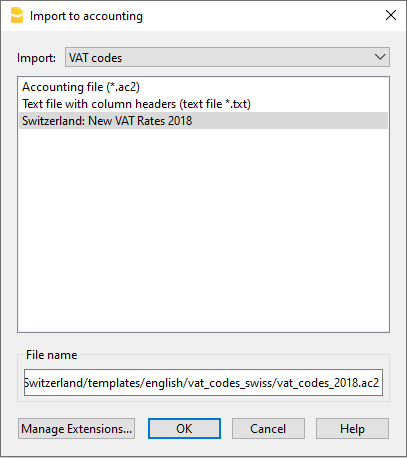 Import to accounting
Import: VAT codes
Accounting file (*.ac2)
Text file with column headers (text file *.txt)
Switzerland: New VAT Rates 2018
File name
Switzerland/templates/english/vat_codes_swiss/vat_codes_2018.ac2
Manage Extensions... OK Cancel Help